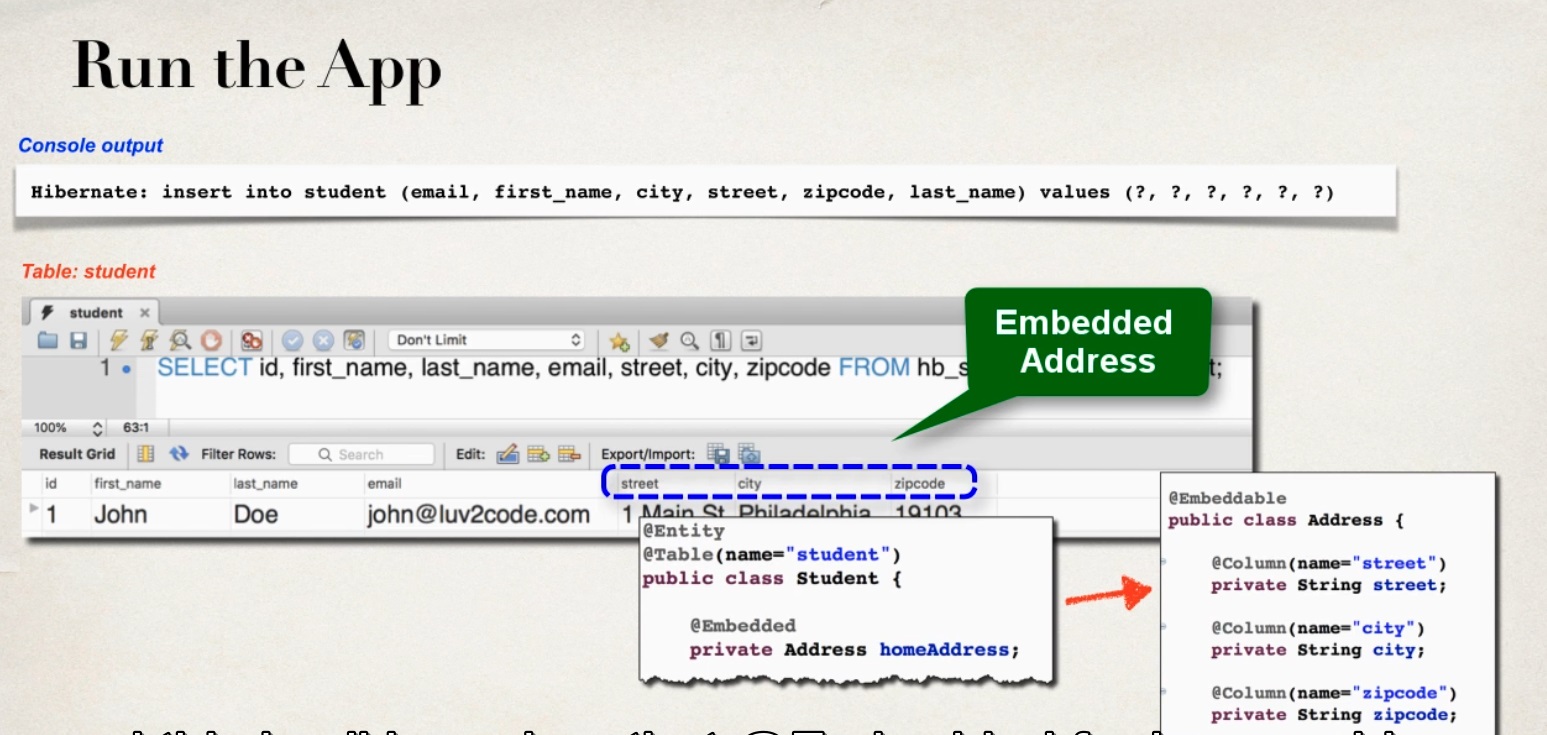 Run the App
Console output
Hibernate: insert into student (email, first_name, city, street, zipcode, last_name) values (?, ?, ?, ?, ?, ?)
Table: student
student
Don't Limit
Embedded
Address
1 SELECT id, first_name, last_name, email, street, city, zipcode FROM
100% 63:1
Result Grid Filter Rows: Search Edit: Export/Import:
id first_name last_name email street city zipcode
1 John Doe john@luv2code.com 1 Main St Philadelphia 19103
@Entity
@Table(name="student")
public class Student {
@Embedded
private Address homeAddress;
@Embeddable
public class Address {
@Column(name="street")
private String street;
@Column(name="city")
private String city;
@Column(name="zipcode")
private String zipcode;